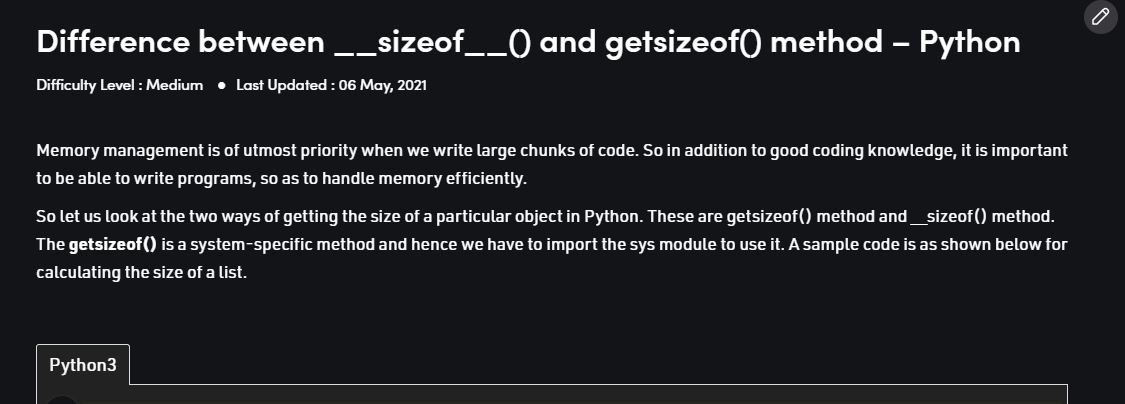 Difference between __sizeof__() and getsizeof() method – Python
Difficulty Level : Medium ● Last Updated : 06 May, 2021
Memory management is of utmost priority when we write large chunks of code. So in addition to good coding knowledge, it is important
to be able to write programs, so as to handle memory efficiently.
So let us look at the two ways of getting the size of a particular object in Python. These are getsizeof() method and __sizeof() method.
The getsizeof() is a system-specific method and hence we have to import the sys module to use it. A sample code is as shown below for
calculating the size of a list.
Python3